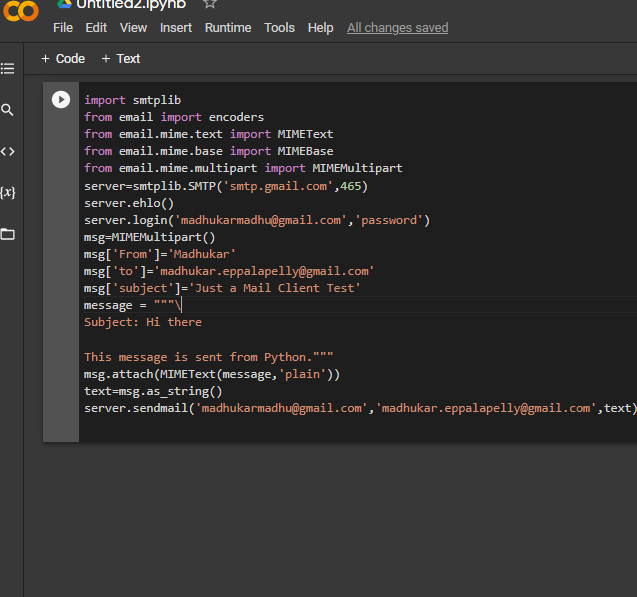 Untitled2.ipynb
File Edit View Insert Runtime Tools Help All changes saved
+ Code + Text
import smtplib
from email import encoders
from email.mime.text import MIMEText
from email.mime.base import MIMEBase
from email.mime.multipart import MIMEMultipart
server=smtplib.SMTP('smtp.gmail.com',465)
server.ehlo()
server.login('madhukarmadhu@gmail.com','password')
msg=MIMEMultipart()
msg['From']='Madhukar'
msg['to']='madhukar.eppalapelly@gmail.com'
msg['subject']='Just a Mail Client Test'
message = """\
Subject: Hi there
This message is sent from Python."""
msg.attach(MIMEText(message,'plain'))
text=msg.as_string()
server.sendmail('madhukarmadhu@gmail.com','madhukar.eppalapelly@gmail.com',text)